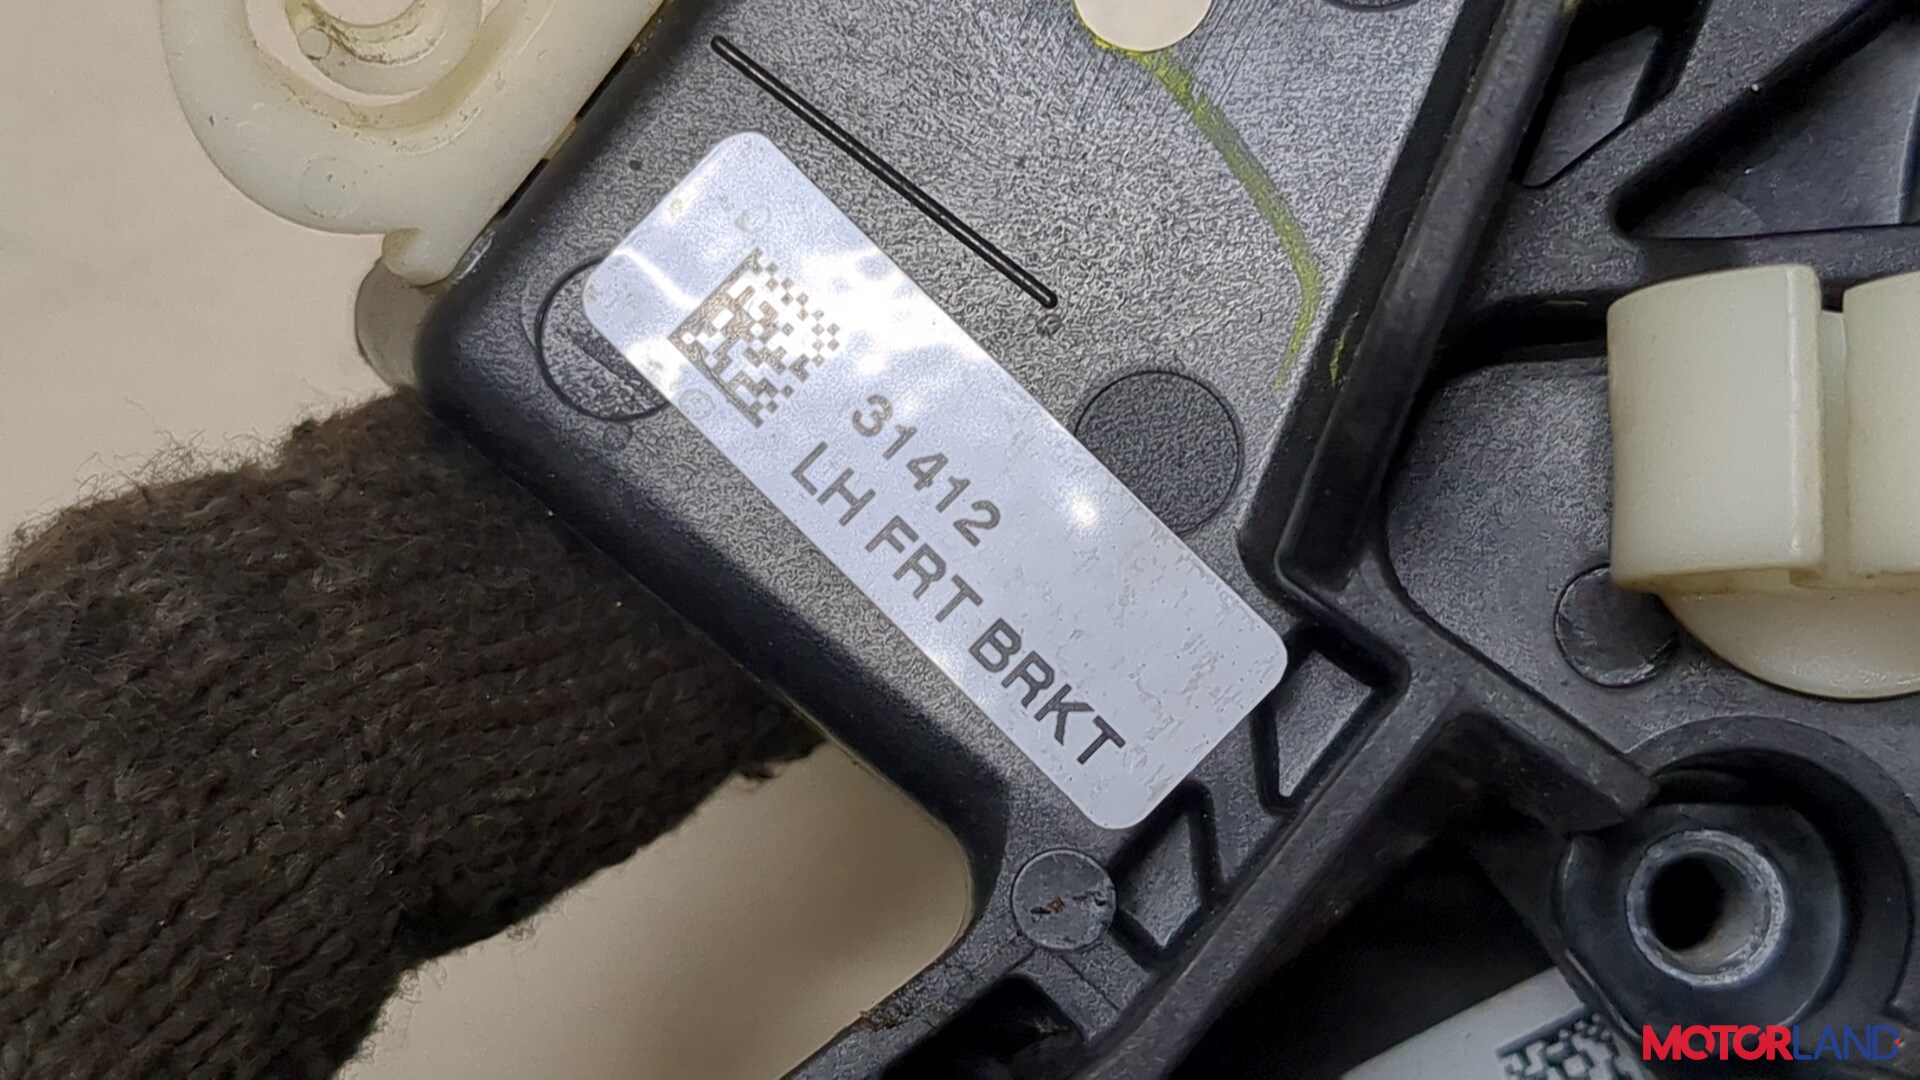 31412
LH FRT BRKT
MOTORLAND